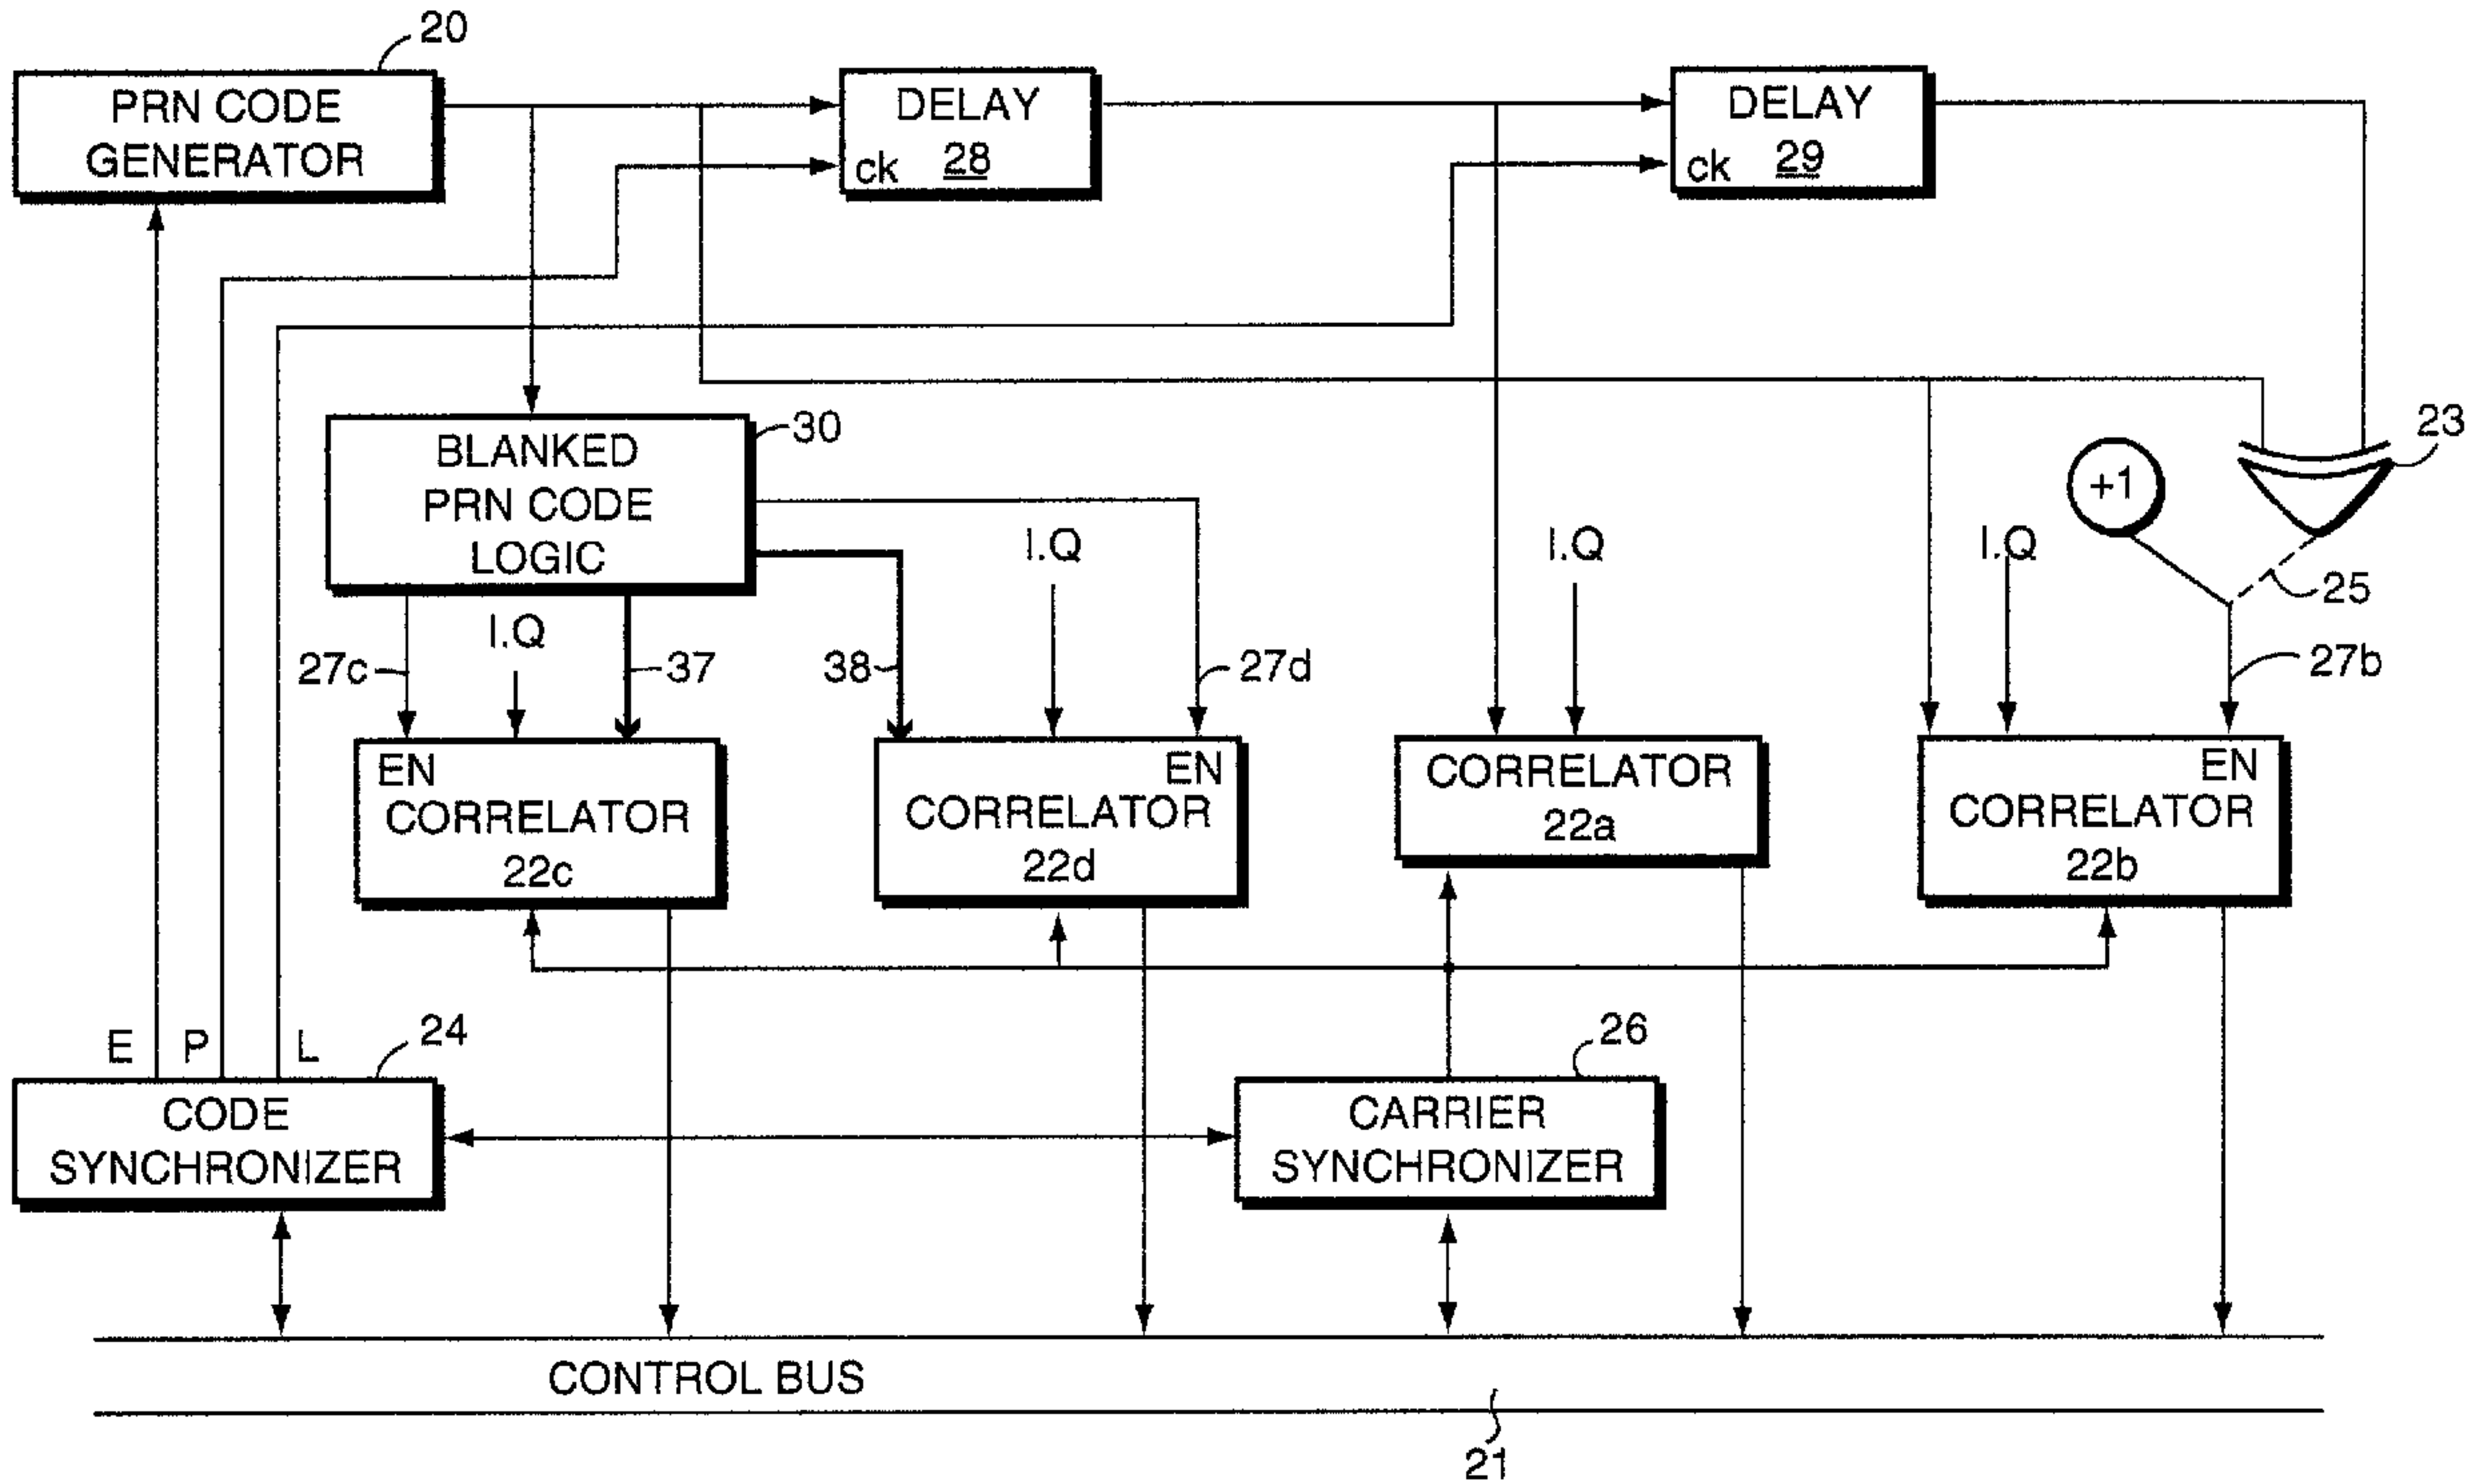 20
PRN CODE
GENERATOR
DELAY
ck 28
DELAY
ck 29
23
+1
30
BLANKED
PRN CODE
LOGIC
I.Q
I.Q
I.Q
25
I.Q
27c
37
38
27d
27b
EN
CORRELATOR
22c
EN
CORRELATOR
22d
CORRELATOR
22a
EN
CORRELATOR
22b
E P L
24
26
CODE
SYNCHRONIZER
CARRIER
SYNCHRONIZER
CONTROL BUS
21